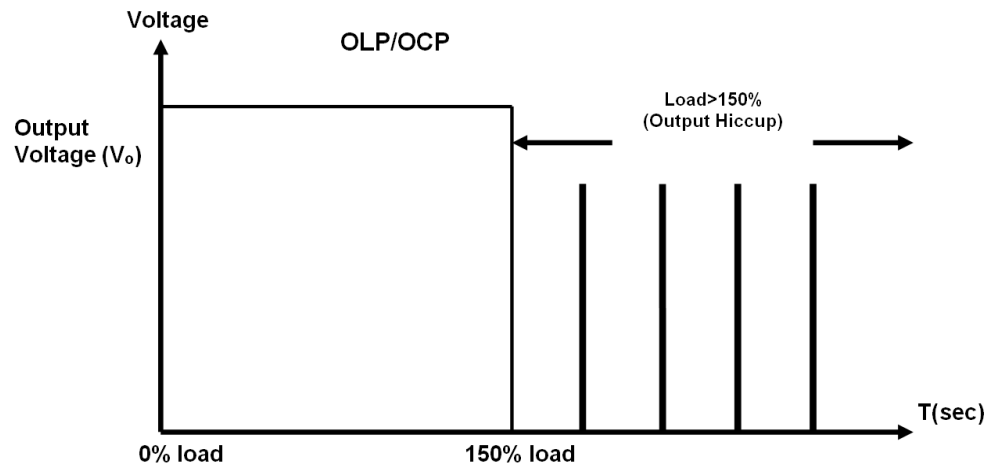 Voltage
OLP/OCP
Load>150%
(Output Hiccup)
Output
Voltage (Vₒ)
T(sec)
0% load
150% load